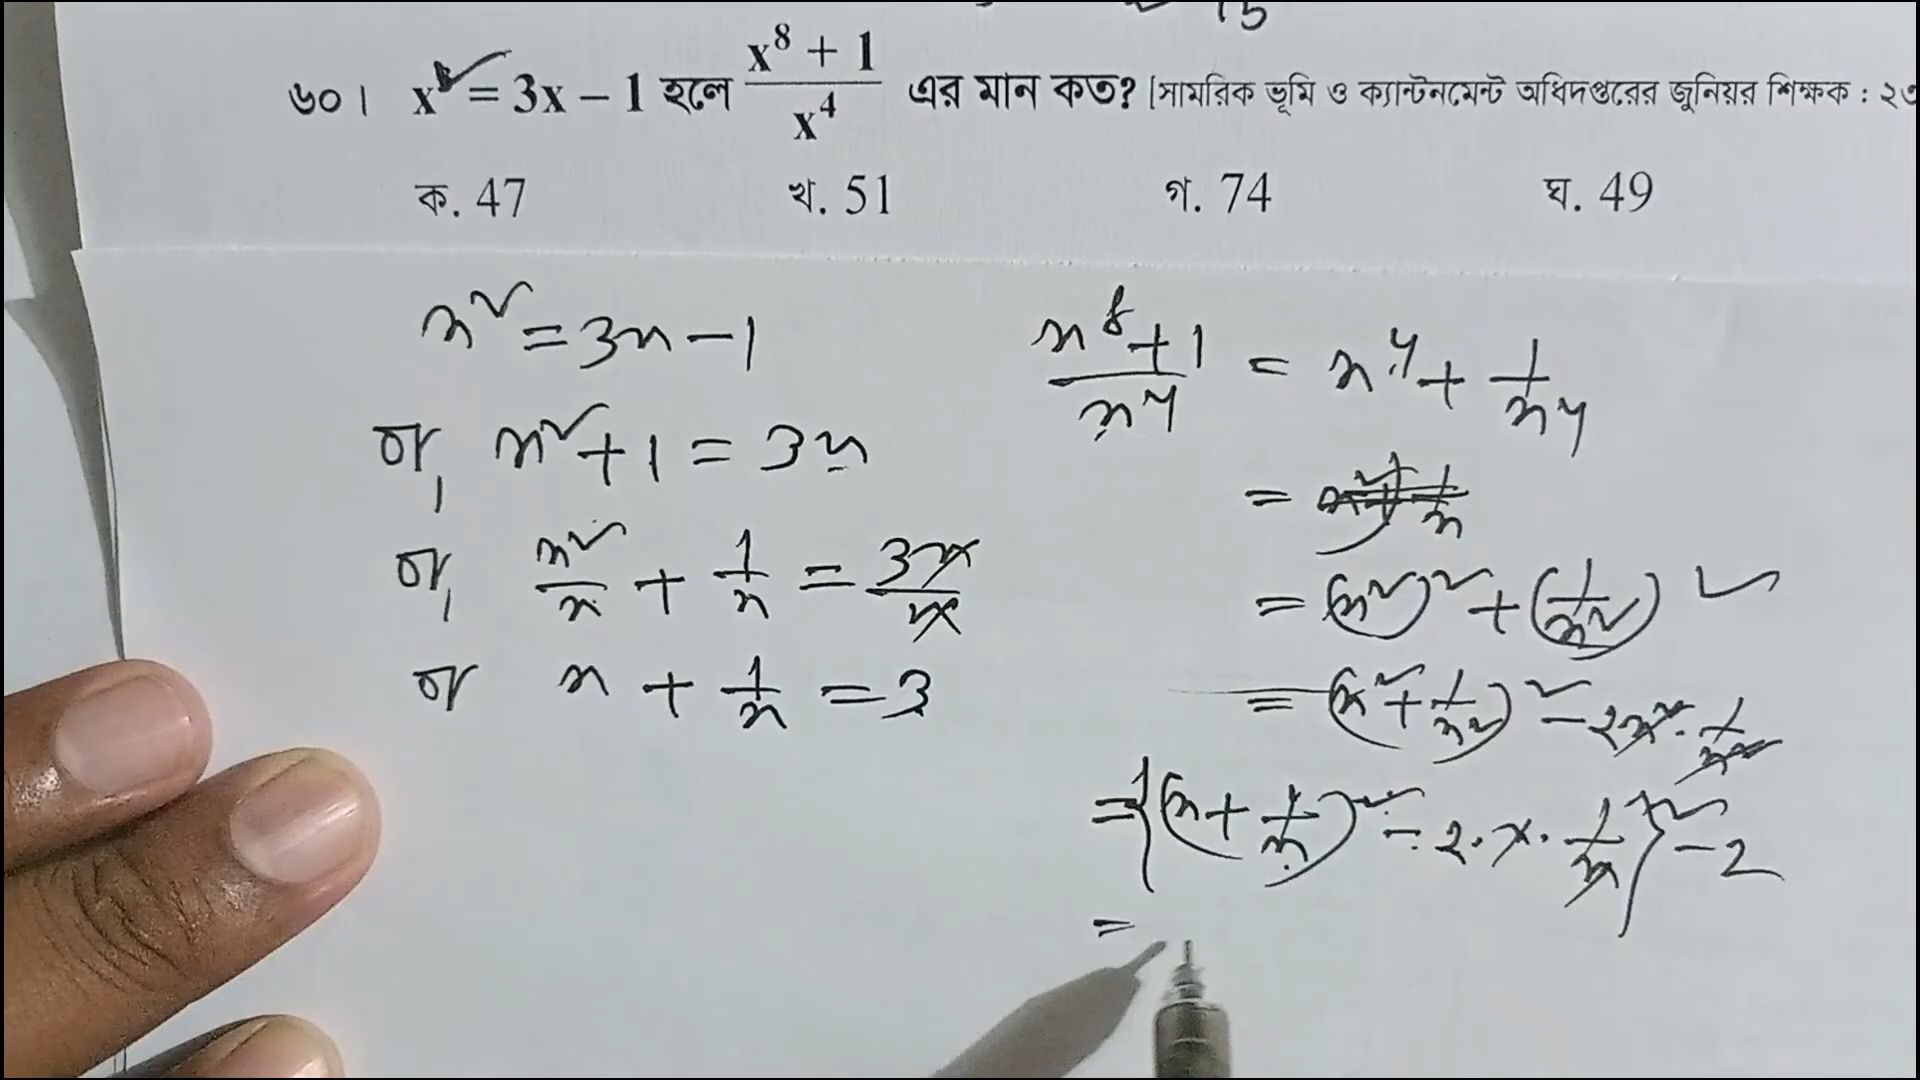 15
৬০। x² = 3x – 1 হলে (x⁸ + 1)/x⁴ এর মান কত? [সামরিক ভূমি ও ক্যান্টনমেন্ট অধিদপ্তরের জুনিয়র শিক্ষক : ২৩
ক. 47 খ. 51 গ. 74 ঘ. 49
x² = 3x – 1
বা, x² + 1 = 3x
বা, x²/x + 1/x = 3x/x
বা x + 1/x = 3
(x⁸ + 1)/x⁴ = x⁴ + 1/x⁴
=
= (x²)² + (1/x²)²
= (x² + 1/x²)² – 2x² · 1/x²
= {(x + 1/x)² – 2 · x · 1/x}² – 2
=